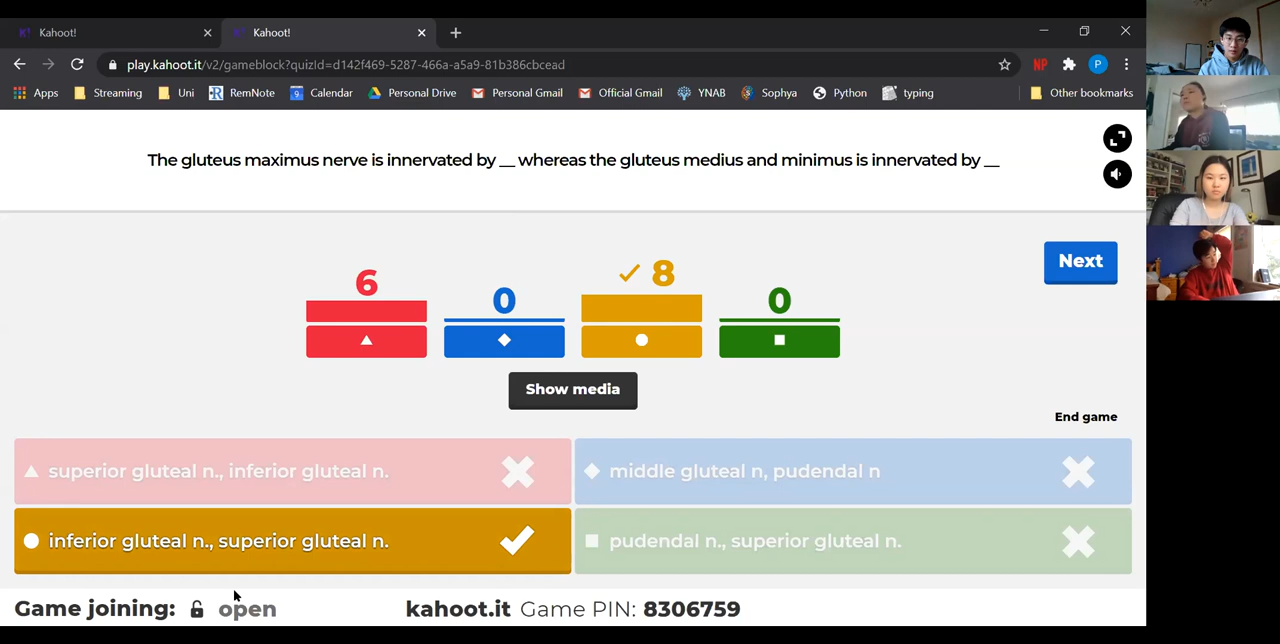 Kahoot!
Kahoot!
play.kahoot.it/v2/gameblock?quizId=d142f469-5287-466a-a5a9-81b386cbcead
NP
P
Apps Streaming Uni RemNote Calendar Personal Drive Personal Gmail Official Gmail YNAB Sophya Python typing Other bookmarks
The gluteus maximus nerve is innervated by __ whereas the gluteus medius and minimus is innervated by __
6 0 8 0
Next
Show media
End game
superior gluteal n., inferior gluteal n.
middle gluteal n, pudendal n
inferior gluteal n., superior gluteal n.
pudendal n., superior gluteal n.
Game joining: open kahoot.it Game PIN: 8306759